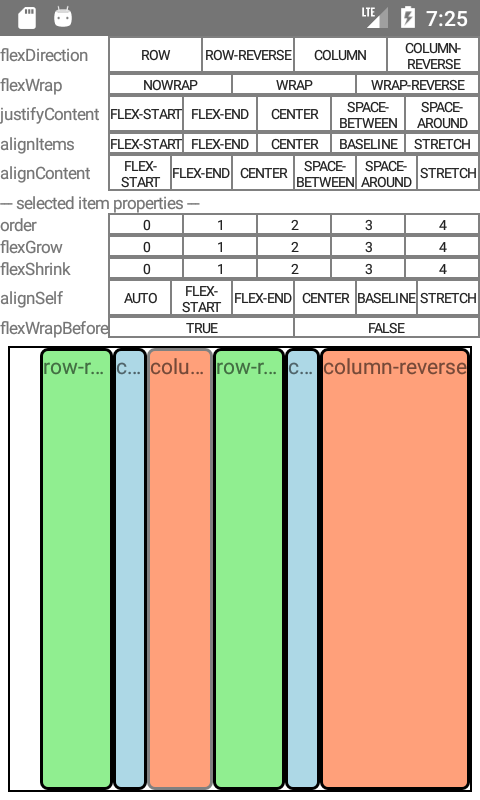 LTE 7:25
flexDirection ROW ROW-REVERSE COLUMN COLUMN-
REVERSE
flexWrap NOWRAP WRAP WRAP-REVERSE
justifyContent FLEX-START FLEX-END CENTER SPACE-
BETWEEN SPACE-
AROUND
alignItems FLEX-START FLEX-END CENTER BASELINE STRETCH
alignContent FLEX-
START FLEX-END CENTER SPACE-
BETWEEN SPACE-
AROUND STRETCH
--- selected item properties ---
order 0 1 2 3 4
flexGrow 0 1 2 3 4
flexShrink 0 1 2 3 4
alignSelf AUTO FLEX-
START FLEX-END CENTER BASELINE STRETCH
flexWrapBefore TRUE FALSE
row-r… c… colu… row-r… c… column-reverse